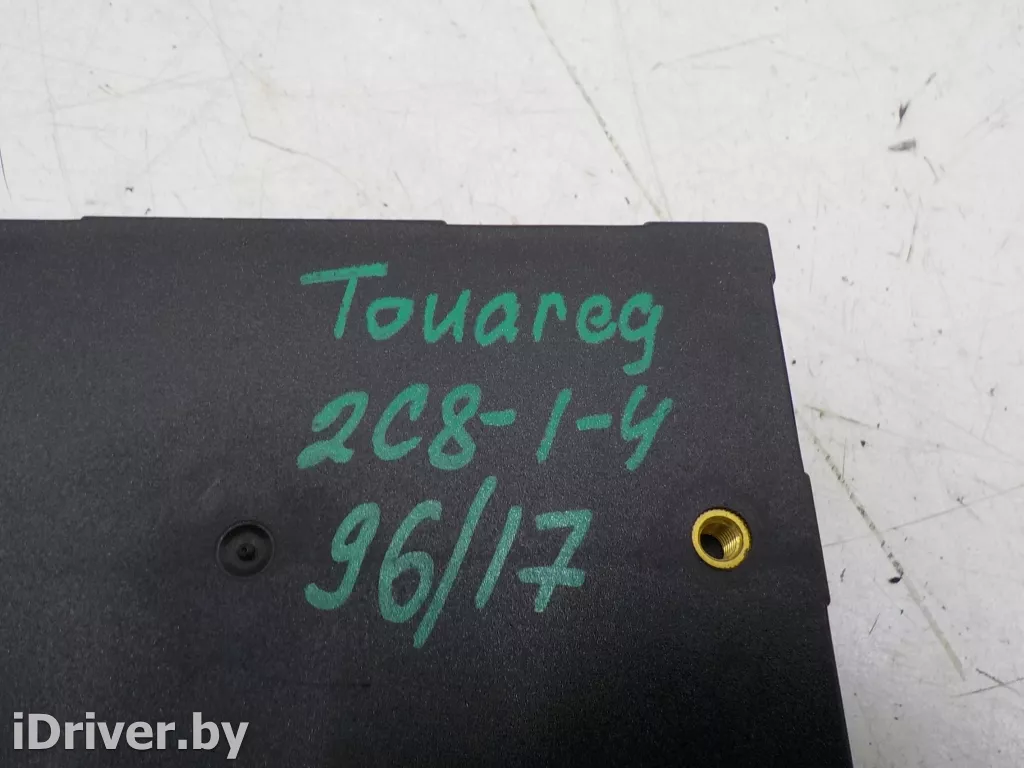 Touareg
2C8-1-4
96/17
iDriver.by